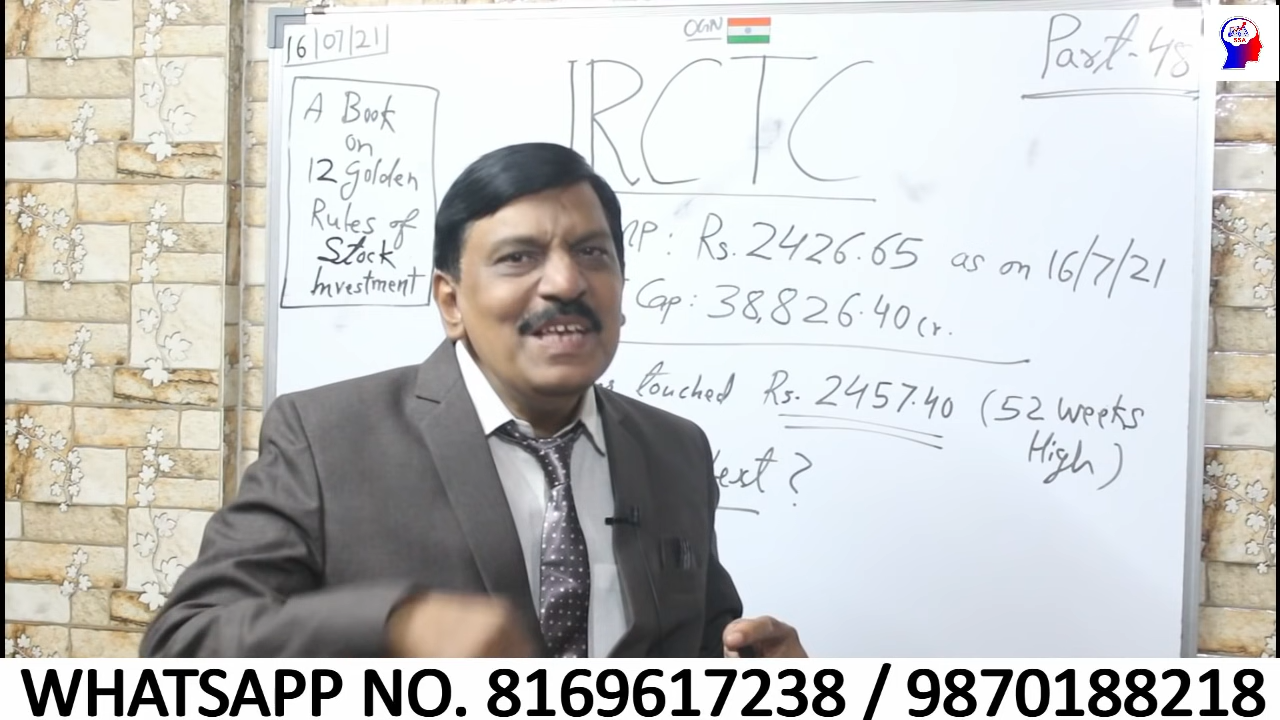 16/07/21
OGN
Part-48
SSA
A Book
on
12 Golden
Rules of
Stock
Investment
IRCTC
Rs. 2426.65 as on 16/7/21
Cap: 38,826.40 cr.
touched Rs. 2457.40 (52 weeks
High)
?
WHATSAPP NO. 8169617238 / 9870188218